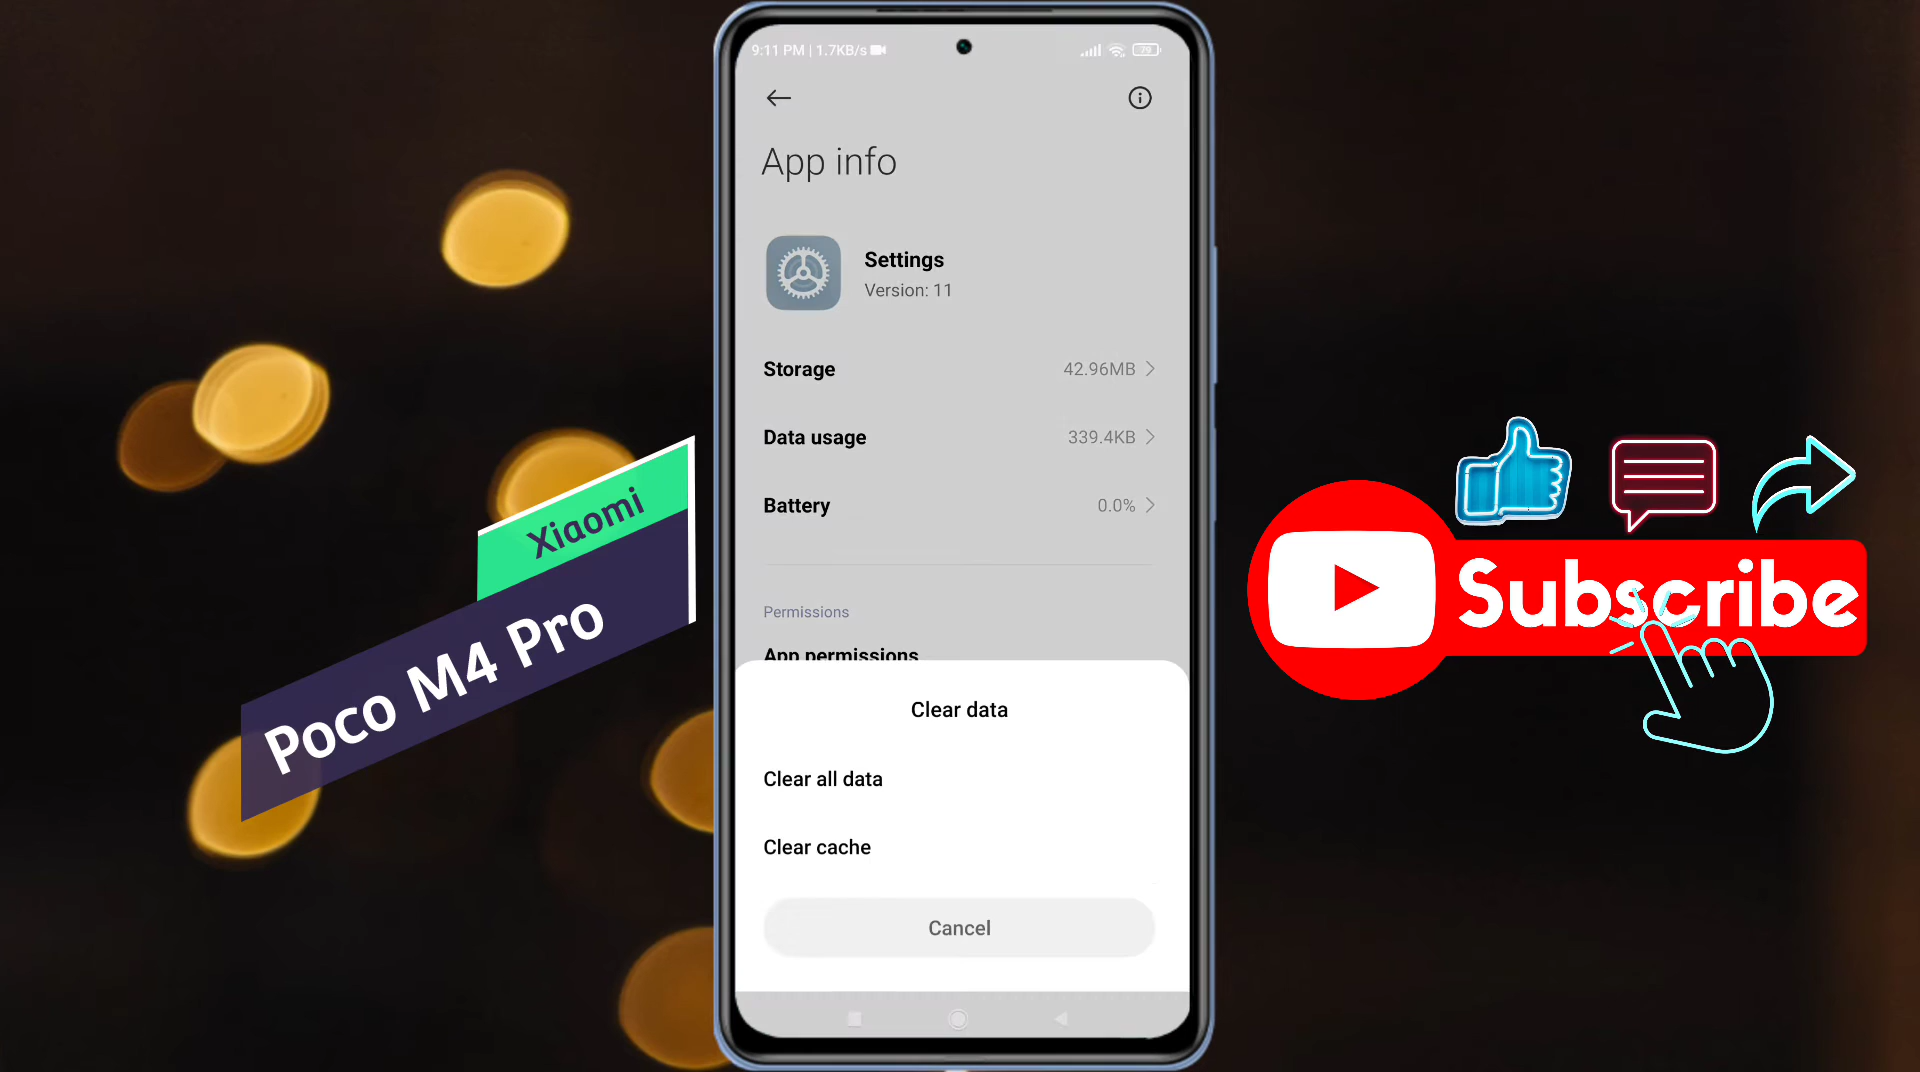 9:11 PM | 1.7KB/s
79
App info
Settings
Version: 11
Storage 42.96MB
Data usage 339.4KB
Battery 0.0%
Permissions
App permissions
Clear data
Clear all data
Clear cache
Cancel
Xiaomi
Poco M4 Pro
Subscribe